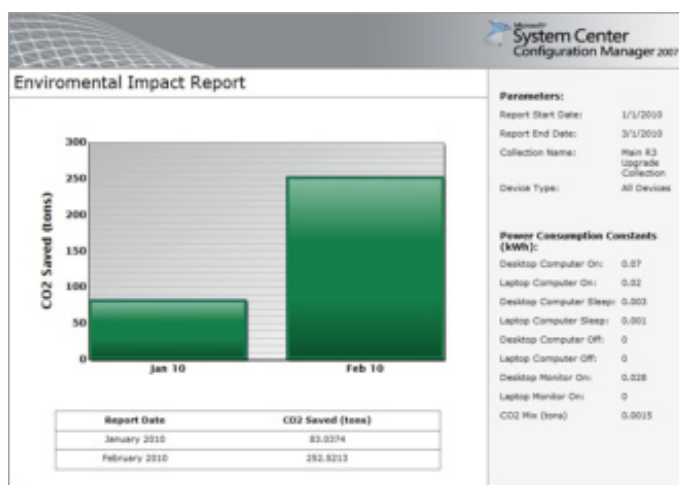 Microsoft
System Center
Configuration Manager 2007
Enviromental Impact Report
300
250
200
150
100
50
0
CO2 Saved (tons)
Jan 10
Feb 10
Report Date CO2 Saved (tons)
January 2010 83.0374
February 2010 252.5213
Parameters:
Report Start Date: 1/1/2010
Report End Date: 3/1/2010
Collection Name: Main R3
Upgrade
Collection
Device Type: All Devices
Power Consumption Constants
(kWh):
Desktop Computer On: 0.07
Laptop Computer On: 0.02
Desktop Computer Sleep: 0.003
Laptop Computer Sleep: 0.001
Desktop Computer Off: 0
Laptop Computer Off: 0
Desktop Monitor On: 0.028
Laptop Monitor On: 0
CO2 Mix (tons) 0.0015